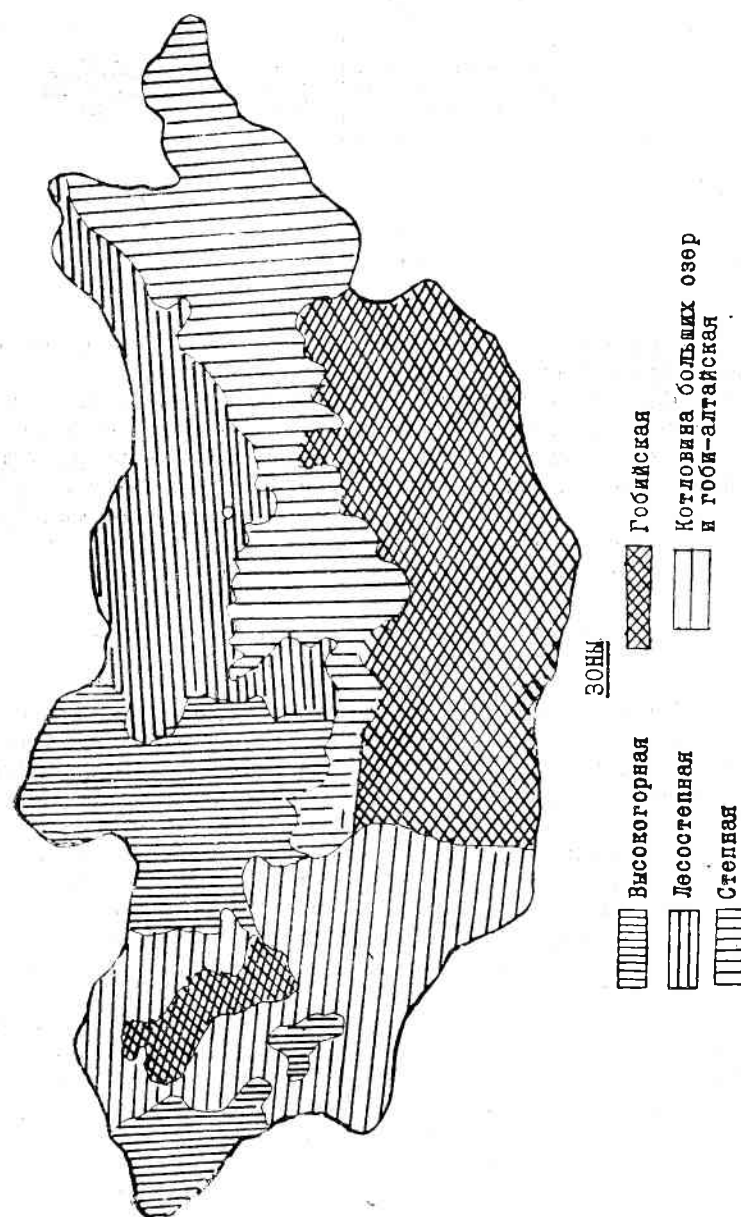 ЗОНЫ
Высокогорная
Лесостепная
Степная
Гобийская
Котловина больших озер
и гоби-алтайская